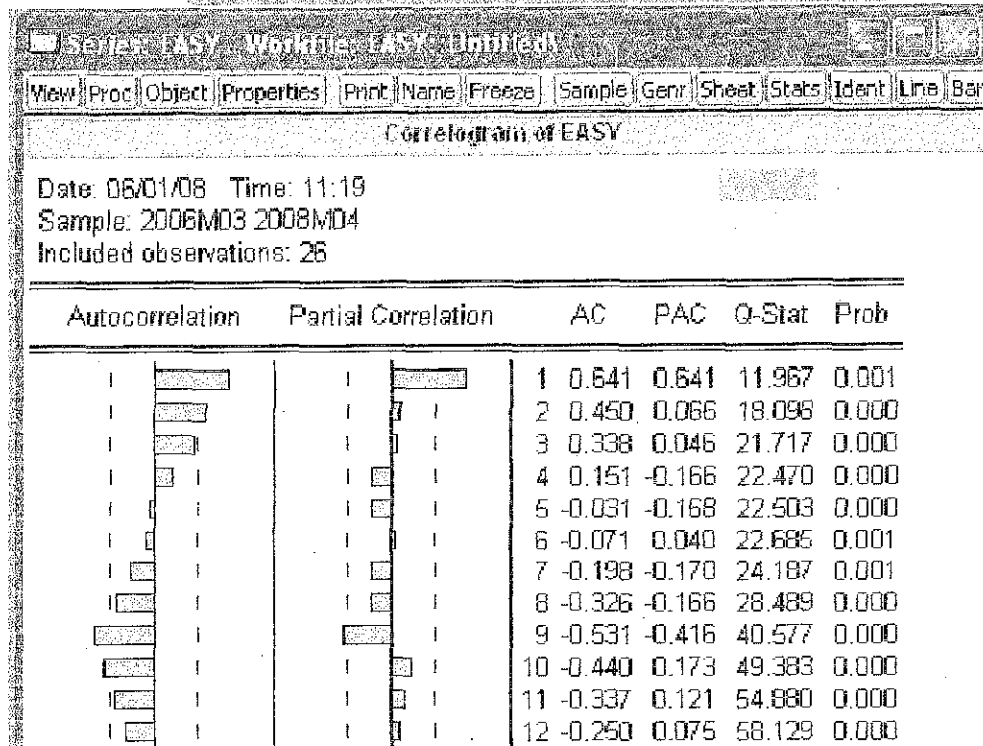 Series: EASY Workfile: EASY::Untitled\
View Proc Object Properties Print Name Freeze Sample Genr Sheet Stats Ident Line Bar
Correlogram of EASY
Date: 06/01/08 Time: 11:19
Sample: 2006M03 2008M04
Included observations: 26
Autocorrelation Partial Correlation AC PAC Q-Stat Prob
1 0.641 0.641 11.967 0.001
2 0.450 0.066 18.096 0.000
3 0.338 0.046 21.717 0.000
4 0.151 -0.166 22.470 0.000
5 -0.031 -0.168 22.503 0.000
6 -0.071 0.040 22.685 0.001
7 -0.198 -0.170 24.187 0.001
8 -0.326 -0.166 28.489 0.000
9 -0.531 -0.416 40.577 0.000
10 -0.440 0.173 49.383 0.000
11 -0.337 0.121 54.880 0.000
12 -0.250 0.075 58.129 0.000